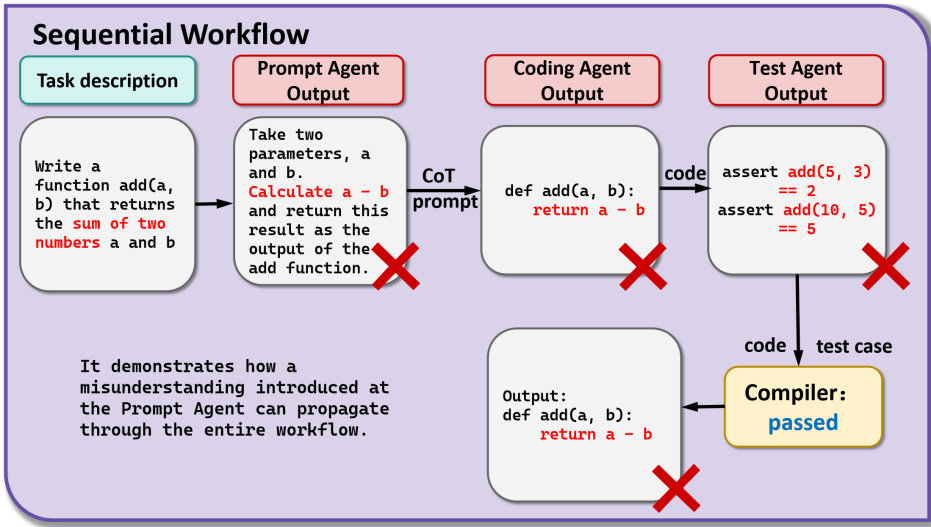 Sequential Workflow
Task description
Prompt Agent
Output
Coding Agent
Output
Test Agent
Output
Write a
function add(a,
b) that returns
the sum of two
numbers a and b
Take two
parameters, a
and b.
Calculate a - b
and return this
result as the
output of the
add function.
CoT
prompt
def add(a, b):
return a - b
code
assert add(5, 3)
== 2
assert add(10, 5)
== 5
code
test case
Compiler:
passed
Output:
def add(a, b):
return a - b
It demonstrates how a
misunderstanding introduced at
the Prompt Agent can propagate
through the entire workflow.